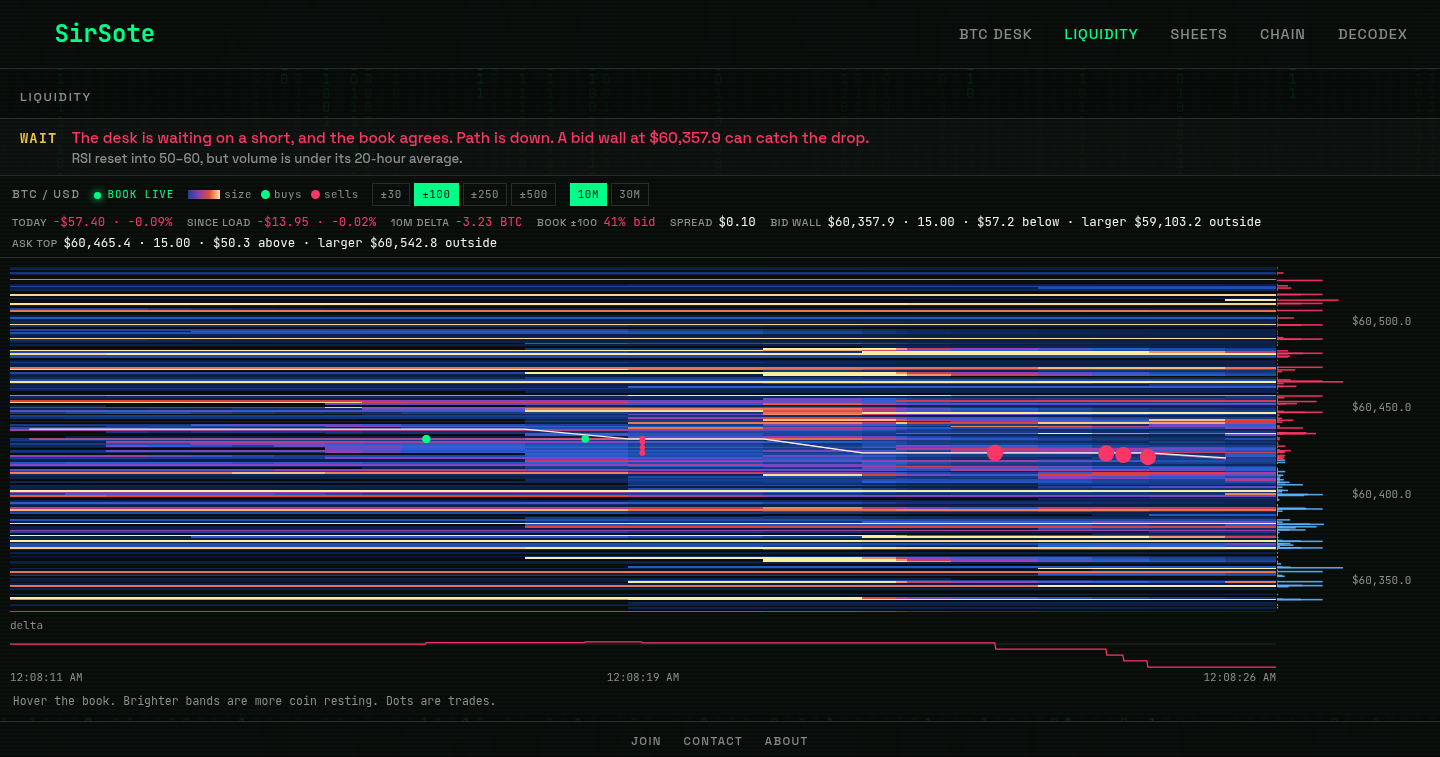 SirSote
BTC DESK LIQUIDITY SHEETS CHAIN DECODEX
LIQUIDITY
WAIT The desk is waiting on a short, and the book agrees. Path is down. A bid wall at $60,357.9 can catch the drop.
RSI reset into 50–60, but volume is under its 20-hour average.
BTC / USD BOOK LIVE size buys sells ±30 ±100 ±250 ±500 10M 30M
TODAY -$57.40 · -0.09% SINCE LOAD -$13.95 · -0.02% 10M DELTA -3.23 BTC BOOK ±100 41% bid SPREAD $0.10 BID WALL $60,357.9 · 15.00 · $57.2 below · larger $59,103.2 outside
ASK TOP $60,465.4 · 15.00 · $50.3 above · larger $60,542.8 outside
$60,500.0
$60,450.0
$60,400.0
$60,350.0
delta
12:08:11 AM 12:08:19 AM 12:08:26 AM
Hover the book. Brighter bands are more coin resting. Dots are trades.
JOIN CONTACT ABOUT